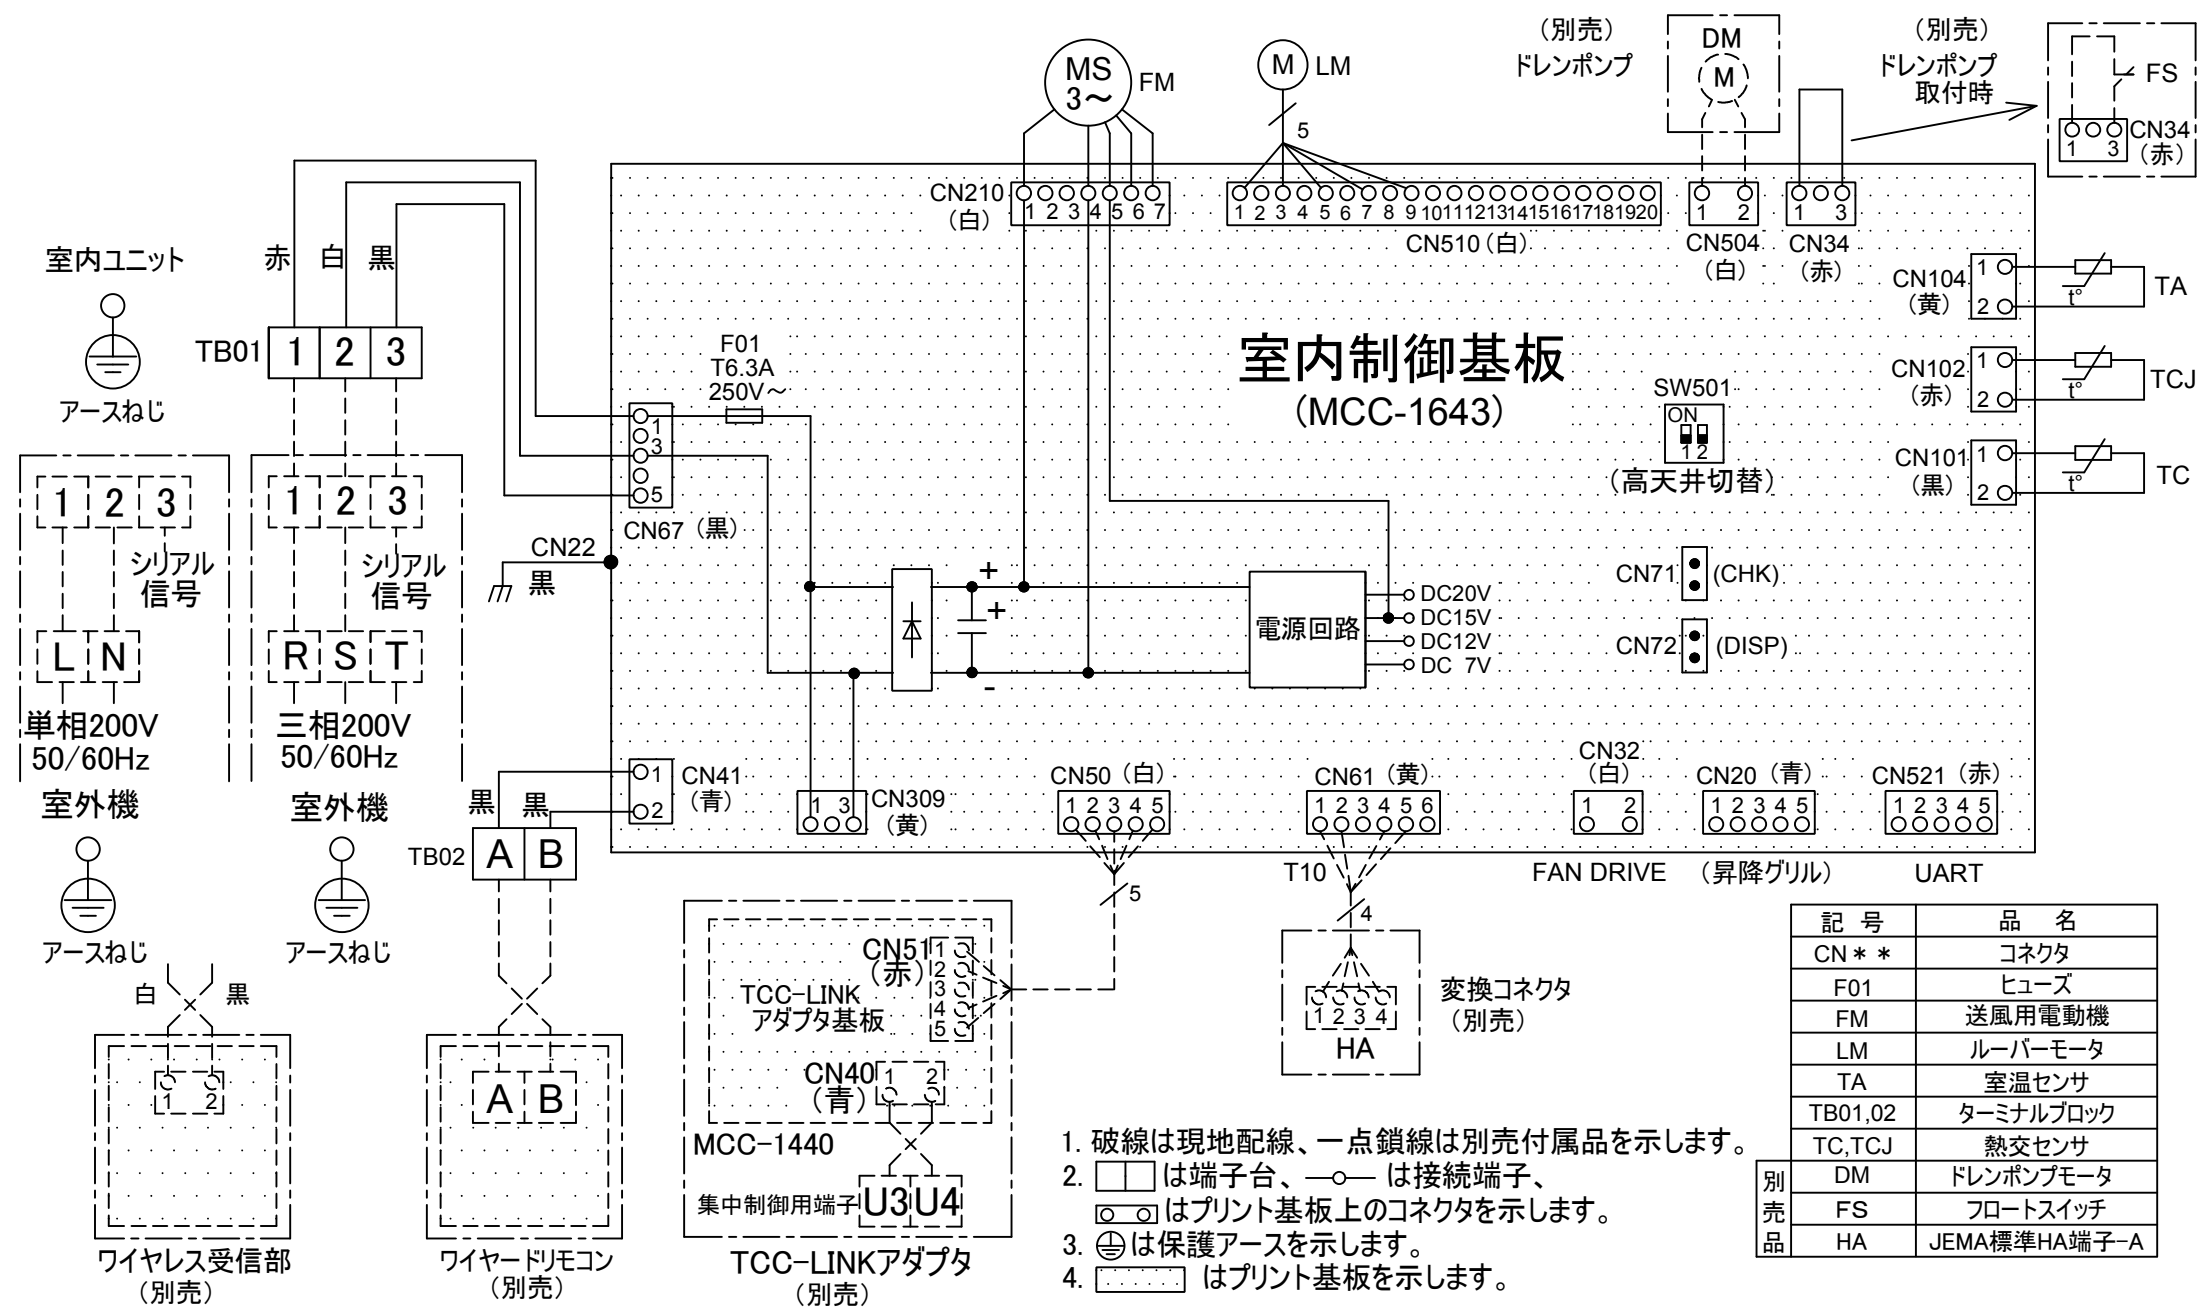 (別売)
ドレンポンプ
DM
M
(別売)
ドレンポンプ
取付時
FS
CN34
(赤)
1 3
MS
3～
FM
M
LM
5
CN210
(白)
1 2 3 4 5 6 7
1 2 3 4 5 6 7 8 9 10 11 12 13 14 15 16 17 18 19 20
CN510(白)
1 2
CN504
(白)
1 3
CN34
(赤)
室内ユニット
アースねじ
赤 白 黒
TB01
1 2 3
F01
T6.3A
250V～
1
3
5
CN67(黒)
CN22
黒
室内制御基板
(MCC-1643)
SW501
ON
1 2
(高天井切替)
CN104
(黄)
1
2
t°
TA
CN102
(赤)
1
2
t°
TCJ
CN101
(黒)
1
2
t°
TC
1 2 3
シリアル
信号
L N
単相200V
50/60Hz
室外機
アースねじ
1 2 3
シリアル
信号
R S T
三相200V
50/60Hz
室外機
アースねじ
+
+
-
電源回路
DC20V
DC15V
DC12V
DC 7V
CN71
(CHK)
CN72
(DISP)
1
2
CN41
(青)
黒 黒
TB02
A B
1 3
CN309
(黄)
CN50(白)
1 2 3 4 5
5
CN61(黄)
1 2 3 4 5 6
T10
4
CN32
(白)
1 2
FAN DRIVE
CN20(青)
1 2 3 4 5
(昇降グリル)
CN521(赤)
1 2 3 4 5
UART
白 黒
1 2
ワイヤレス受信部
(別売)
A B
ワイヤードリモコン
(別売)
CN51
(赤)
1
2
3
4
5
TCC-LINK
アダプタ基板
CN40
(青)
1 2
MCC-1440
集中制御用端子
U3 U4
TCC-LINKアダプタ
(別売)
1 2 3 4
HA
変換コネクタ
(別売)
1. 破線は現地配線、一点鎖線は別売付属品を示します。
2. は端子台、 は接続端子、
はプリント基板上のコネクタを示します。
3. は保護アースを示します。
4. はプリント基板を示します。
記 号 品 名
CN＊＊ コネクタ
F01 ヒューズ
FM 送風用電動機
LM ルーバーモータ
TA 室温センサ
TB01,02 ターミナルブロック
TC,TCJ 熱交センサ
別売品
DM ドレンポンプモータ
FS フロートスイッチ
HA JEMA標準HA端子-A